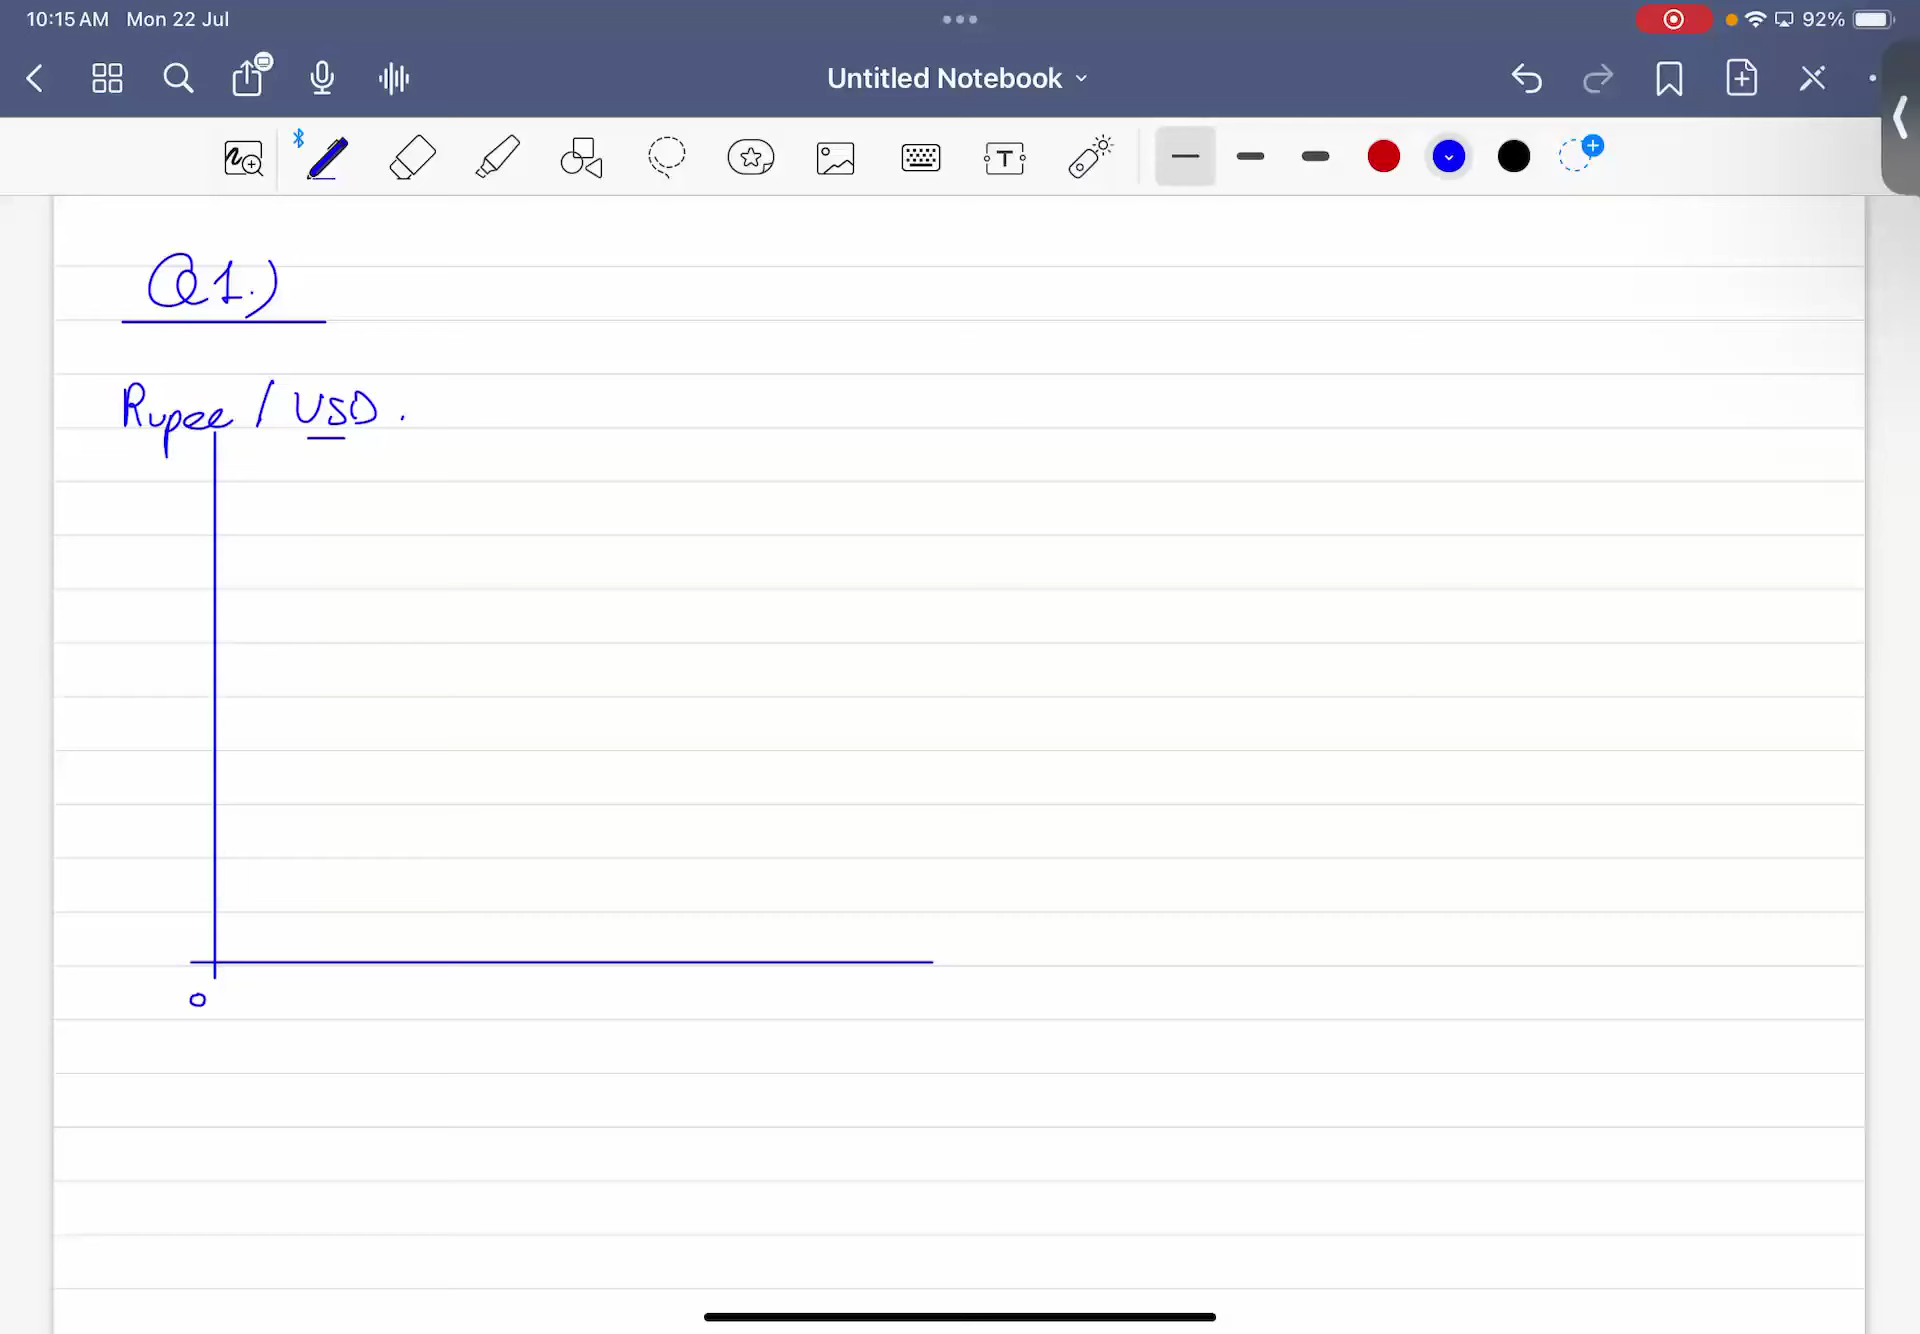 10:15 AM Mon 22 Jul
92%
Untitled Notebook
T
Q1.)
Rupee / USD.
0